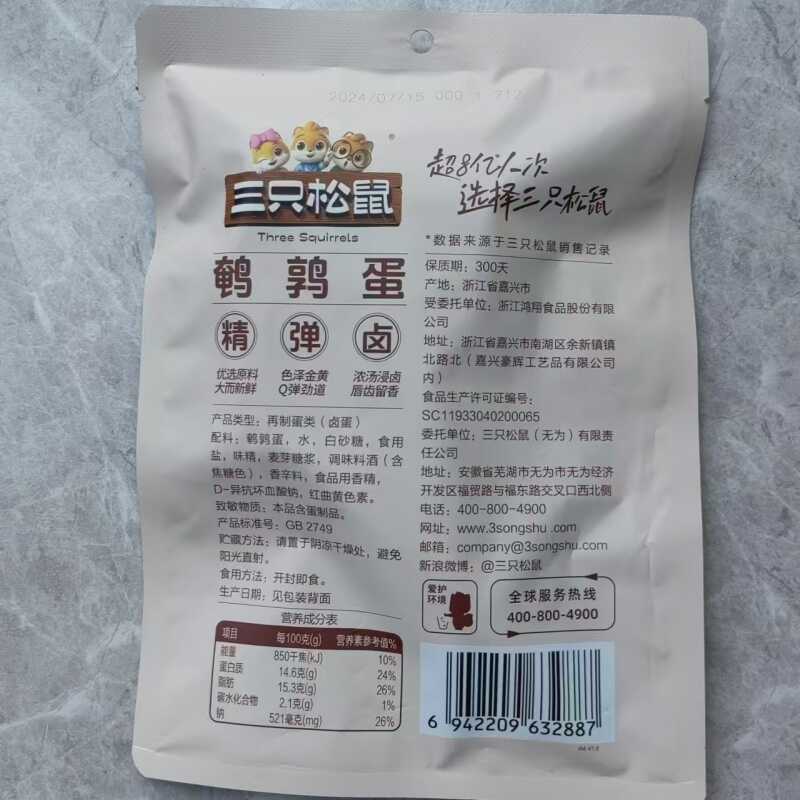 2024/07/15 000 1 712
三只松鼠
Three Squirrels
超8亿人次
选择三只松鼠
*数据来源于三只松鼠销售记录
鹌鹑蛋
精 弹 卤
优选原料 色泽金黄 浓汤浸卤
大而新鲜 Q弹劲道 唇齿留香
产品类型：再制蛋类（卤蛋）
配料：鹌鹑蛋，水，白砂糖，食用
盐，味精，麦芽糖浆，调味料酒（含
焦糖色），香辛料，食品用香精，
D-异抗坏血酸钠，红曲黄色素。
致敏物质：本品含蛋制品。
产品标准号：GB 2749
贮藏方法：请置于阴凉干燥处，避免
阳光直射。
食用方法：开封即食。
生产日期：见包装背面
营养成分表
项目 每100克(g) 营养素参考值%
能量 850千焦(kJ) 10%
蛋白质 14.6克(g) 24%
脂肪 15.3克(g) 26%
碳水化合物 2.1克(g) 1%
钠 521毫克(mg) 26%
保质期：300天
产地：浙江省嘉兴市
受委托单位：浙江鸿翔食品股份有限
公司
地址：浙江省嘉兴市南湖区余新镇镇
北路北（嘉兴豪辉工艺品有限公司
内）
食品生产许可证编号：
SC11933040200065
委托单位：三只松鼠（无为）有限责
任公司
地址：安徽省芜湖市无为市无为经济
开发区福贸路与福东路交叉口西北侧
电话：400-800-4900
网址：www.3songshu.com
邮箱：company@3songshu.com
新浪微博：@三只松鼠
爱护
环境
全球服务热线
400-800-4900
6 942209 632887